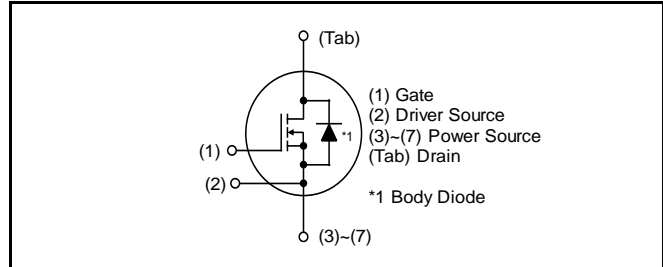 (Tab)
(1) Gate
(2) Driver Source
(3)~(7) Power Source
(Tab) Drain
*1
(1)
(2)
*1 Body Diode
(3)~(7)